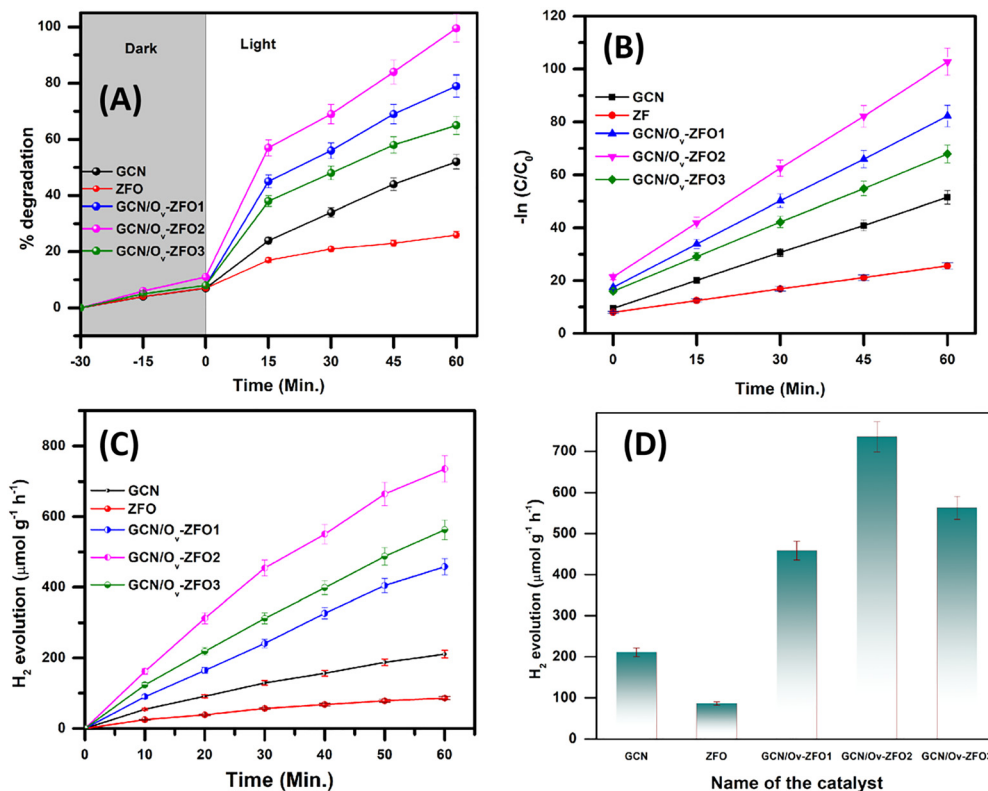 (A)
Dark
Light
% degradation
100
80
60
40
20
0
GCN
ZFO
GCN/Oᵥ-ZFO1
GCN/Oᵥ-ZFO2
GCN/Oᵥ-ZFO3
-30 -15 0 15 30 45 60
Time (Min.)
(B)
-ln (C/C₀)
120
100
80
60
40
20
0
GCN
ZF
GCN/Oᵥ-ZFO1
GCN/Oᵥ-ZFO2
GCN/Oᵥ-ZFO3
0 15 30 45 60
Time (Min.)
(C)
H₂ evolution (μmol g⁻¹ h⁻¹)
800
600
400
200
0
GCN
ZFO
GCN/Oᵥ-ZFO1
GCN/Oᵥ-ZFO2
GCN/Oᵥ-ZFO3
0 10 20 30 40 50 60
Time (Min.)
(D)
H₂ evolution (μmol g⁻¹ h⁻¹)
700
600
500
400
300
200
100
0
GCN ZFO GCN/Ov-ZFO1 GCN/Ov-ZFO2 GCN/Ov-ZFO3
Name of the catalyst